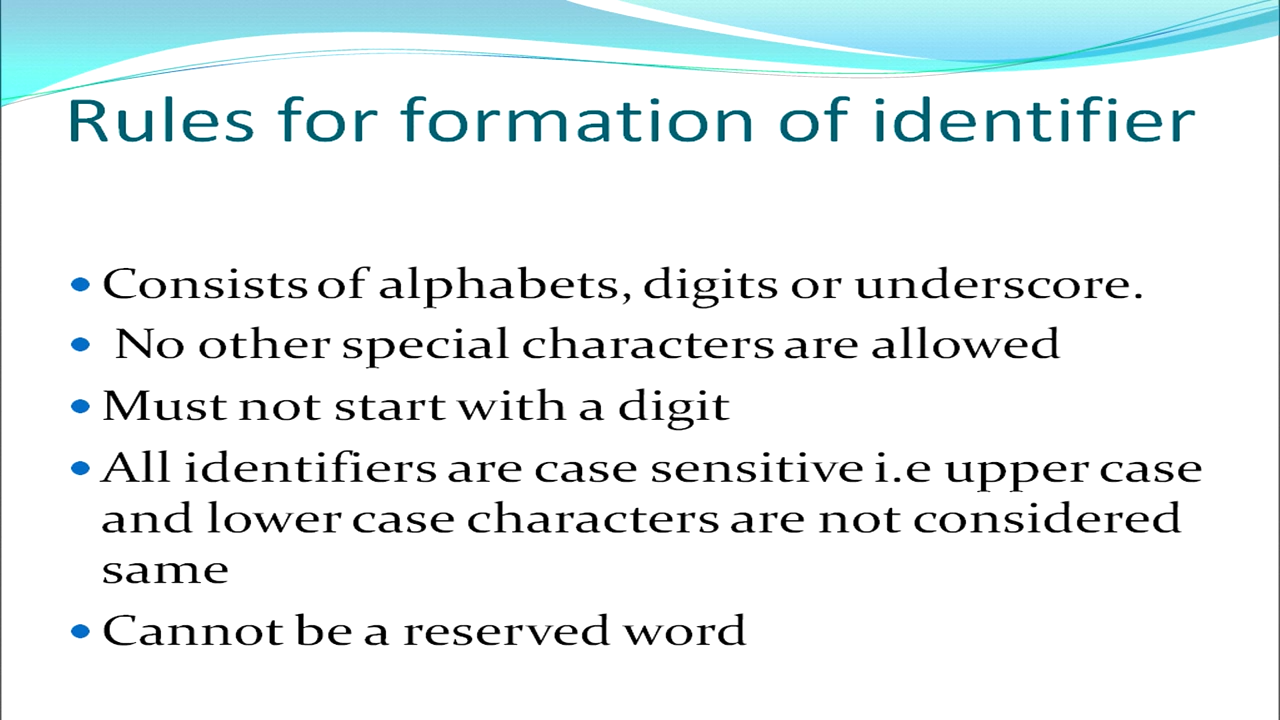 Rules for formation of identifier
• Consists of alphabets, digits or underscore.
• No other special characters are allowed
• Must not start with a digit
• All identifiers are case sensitive i.e upper case
and lower case characters are not considered
same
• Cannot be a reserved word